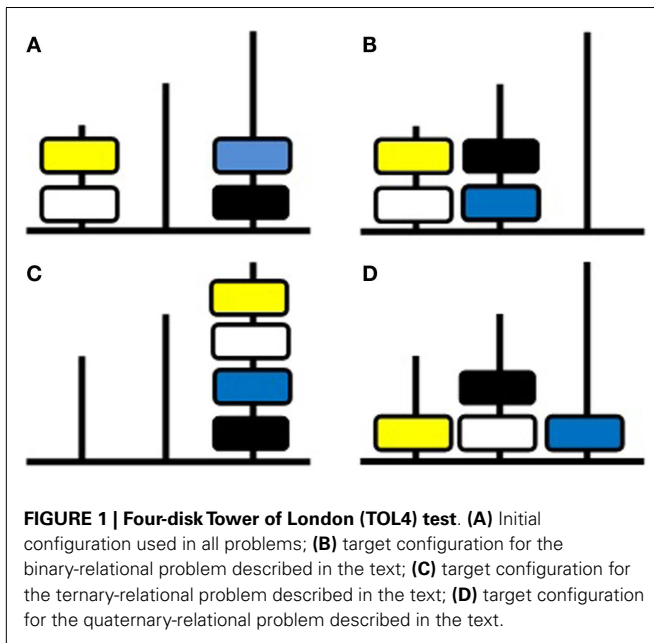 A
B
C
D
FIGURE 1 | Four-disk Tower of London (TOL4) test. (A) Initial
configuration used in all problems; (B) target configuration for the
binary-relational problem described in the text; (C) target configuration for
the ternary-relational problem described in the text; (D) target configuration
for the quaternary-relational problem described in the text.